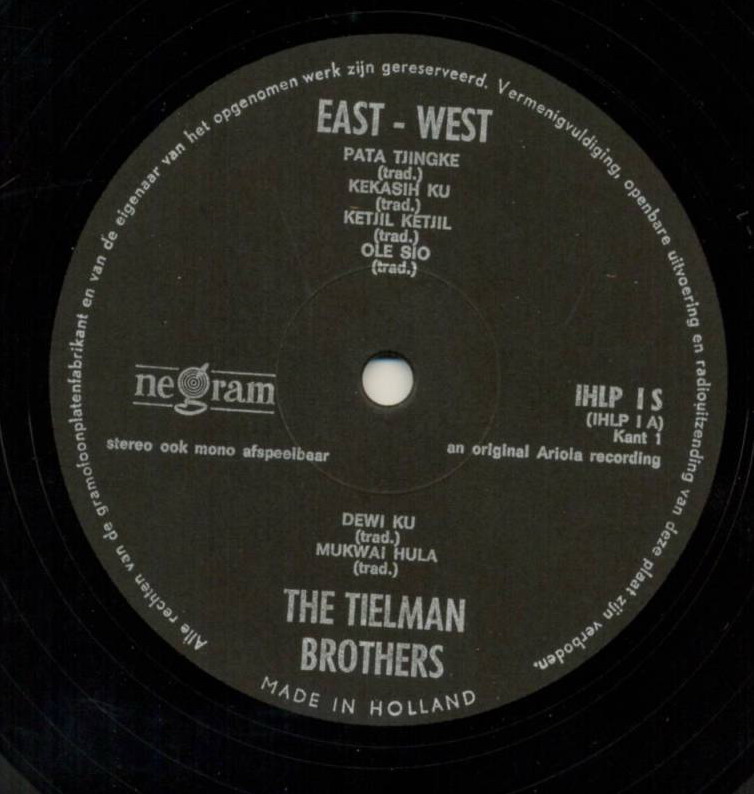 Alle rechten van de gramofoonplatenfabrikant en van de eigenaar van het opgenomen werk zijn gereserveerd. Vermenigvuldiging, openbare uitvoering en radiouitzending van deze plaat zijn verboden.
EAST - WEST
PATA TJINGKE
(trad.)
KEKASIH KU
(trad.)
KETJIL KETJIL
(trad.)
OLE SIO
(trad.)
negram
IHLP 1 S
(IHLP 1 A)
Kant 1
stereo ook mono afspeelbaar
an original Ariola recording
DEWI KU
(trad.)
MUKWAI HULA
(trad.)
THE TIELMAN
BROTHERS
MADE IN HOLLAND